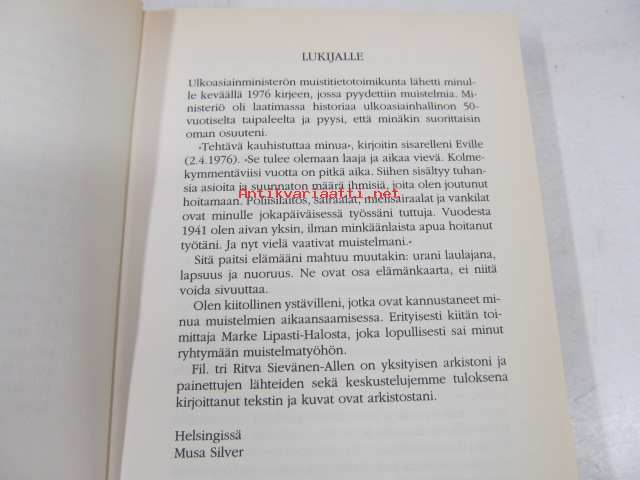 LUKIJALLE
Ulkoasiainministerön muistitietotoimikunta lähetti minul-
le keväällä 1976 kirjeen, jossa pyydettiin muistelmia. Mi-
nisteriö oli laatimassa historiaa ulkoasiainhallinon 50-
vuotiselta taipaleelta ja pyysi, että minäkin suorittaisin
oman osuuteni.
›Tehtävä kauhistuttaa minua›, kirjoitin sisarelleni Eville
(2.4.1976). ›Se tulee olemaan laaja ja aikaa vievä. Kolme-
kymmentäviisi vuotta on pitkä aika. Siihen sisältyy tuhan-
sia asioita ja suunnaton määrä ihmisiä, joita olen joutunut
Antikvariaatti.net
hoitamaan. Poliisilaitos, sairaalat, mielisairaalat ja vankilat
ovat minulle jokapäiväisessä työssäni tuttuja. Vuodesta
1941 olen aivan yksin, ilman minkäänlaista apua hoitanut
työtäni. Ja nyt vielä vaativat muistelmani.›
Sitä paitsi elämääni mahtuu muutakin: urani laulajana,
lapsuus ja nuoruus. Ne ovat osa elämänkaarta, ei niitä
voida sivuuttaa.
Olen kiitollinen ystävilleni, jotka ovat kannustaneet mi-
nua muistelmien aikaansaamisessa. Erityisesti kiitän toi-
mittaja Marke Lipasti-Halosta, joka lopullisesti sai minut
ryhtymään muistelmatyöhön.
Fil. tri Ritva Sievänen-Allen on yksityisen arkistoni ja
painettujen lähteiden sekä keskustelujemme tuloksena
kirjoittanut tekstin ja kuvat ovat arkistostani.
Helsingissä
Musa Silver